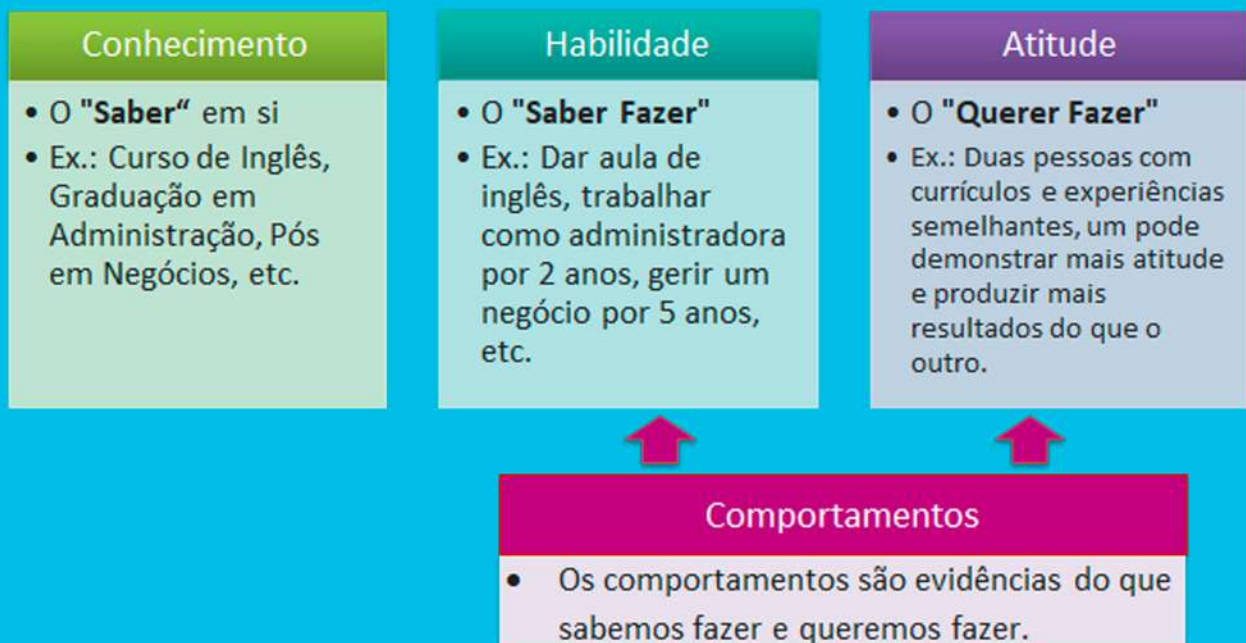 Conhecimento
• O "Saber“ em si
• Ex.: Curso de Inglês,
Graduação em
Administração, Pós
em Negócios, etc.
Habilidade
• O "Saber Fazer"
• Ex.: Dar aula de
inglês, trabalhar
como administradora
por 2 anos, gerir um
negócio por 5 anos,
etc.
Atitude
• O "Querer Fazer"
• Ex.: Duas pessoas com
currículos e experiências
semelhantes, um pode
demonstrar mais atitude
e produzir mais
resultados do que o
outro.
Comportamentos
• Os comportamentos são evidências do que
sabemos fazer e queremos fazer.